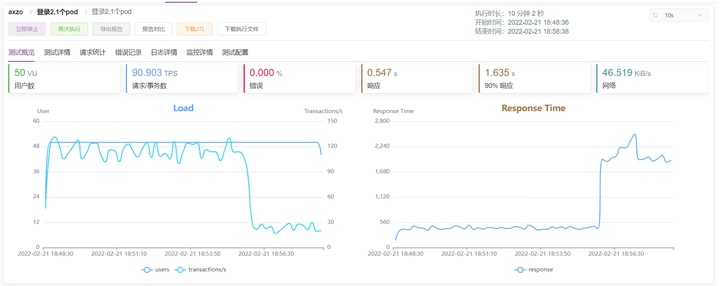 axzo > 登录2,1个pod > 登录2,1个pod
立即停止 再次执行 导出报告 报告对比 下载JTL 下载执行文件
执行时长: 10 分钟 2 秒
开始时间: 2022-02-21 18:48:36
结束时间: 2022-02-21 18:58:38
10s
测试概览 测试详情 请求统计 错误记录 日志详情 监控详情 测试配置
50 VU
用户数
90.903 TPS
请求/事务数
0.000 %
错误
0.547 s
响应
1.635 s
90% 响应
46.519 KiB/s
网络
Load
User Transactions/s
60 150
48 120
36 90
24 60
12 30
0 0
2022-02-21 18:48:30 2022-02-21 18:51:10 2022-02-21 18:53:50 2022-02-21 18:56:30
users transactions/s
Response Time
Response Time
2,800
2,240
1,680
1,120
560
0
2022-02-21 18:48:30 2022-02-21 18:51:10 2022-02-21 18:53:50 2022-02-21 18:56:30
response